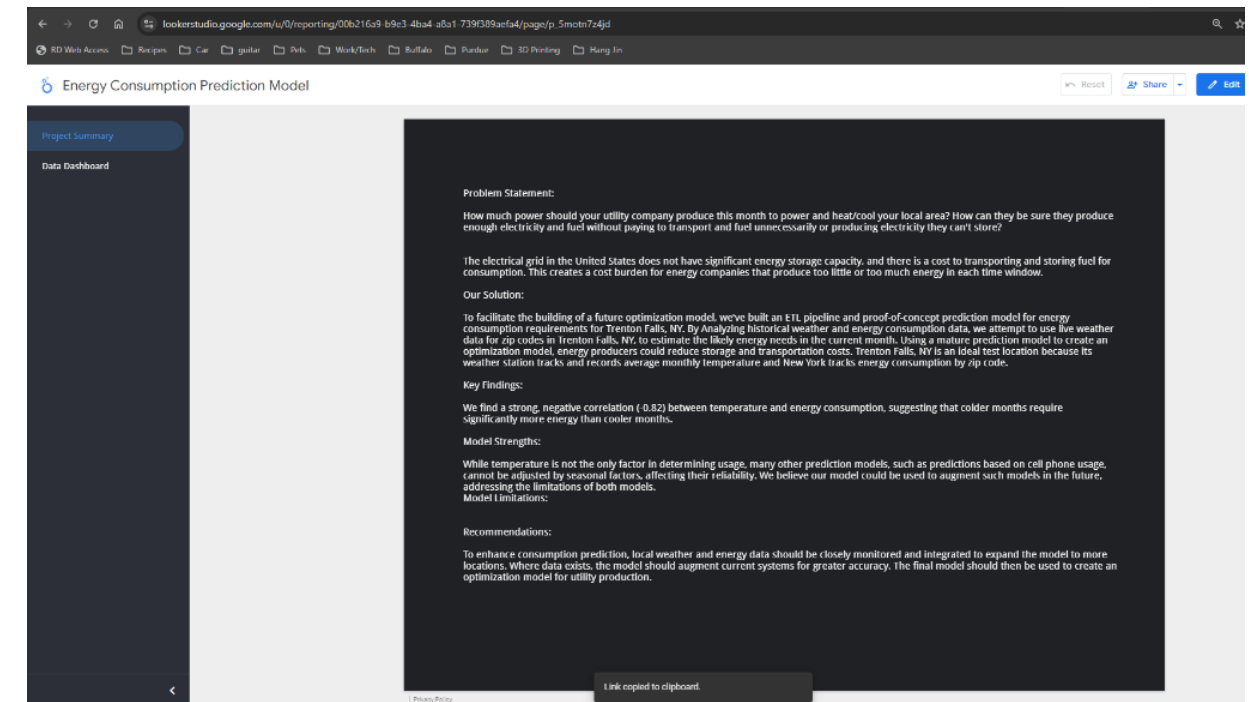 lookerstudio.google.com/u/0/reporting/00b216a9-b9e3-4ba4-a8a1-739f389aefa4/page/p_5motn7z4jd
RD Web Access Recipes Car guitar Pets Work/Tech Buffalo Purdue 3D Printing Hang Jin
Energy Consumption Prediction Model Reset Share Edit
Project Summary
Data Dashboard
Problem Statement:
How much power should your utility company produce this month to power and heat/cool your local area? How can they be sure they produce
enough electricity and fuel without paying to transport and fuel unnecessarily or producing electricity they can't store?
The electrical grid in the United States does not have significant energy storage capacity, and there is a cost to transporting and storing fuel for
consumption. This creates a cost burden for energy companies that produce too little or too much energy in each time window.
Our Solution:
To facilitate the building of a future optimization model, we've built an ETL pipeline and proof-of-concept prediction model for energy
consumption requirements for Trenton Falls, NY. By Analyzing historical weather and energy consumption data, we attempt to use live weather
data for zip codes in Trenton Falls, NY, to estimate the likely energy needs in the current month. Using a mature prediction model to create an
optimization model, energy producers could reduce storage and transportation costs. Trenton Falls, NY is an ideal test location because its
weather station tracks and records average monthly temperature and New York tracks energy consumption by zip code.
Key Findings:
We find a strong, negative correlation (-0.82) between temperature and energy consumption, suggesting that colder months require
significantly more energy than cooler months.
Model Strengths:
While temperature is not the only factor in determining usage, many other prediction models, such as predictions based on cell phone usage,
cannot be adjusted by seasonal factors, affecting their reliability. We believe our model could be used to augment such models in the future,
addressing the limitations of both models.
Model Limitations:
Recommendations:
To enhance consumption prediction, local weather and energy data should be closely monitored and integrated to expand the model to more
locations. Where data exists, the model should augment current systems for greater accuracy. The final model should then be used to create an
optimization model for utility production.
Link copied to clipboard.
Privacy Policy